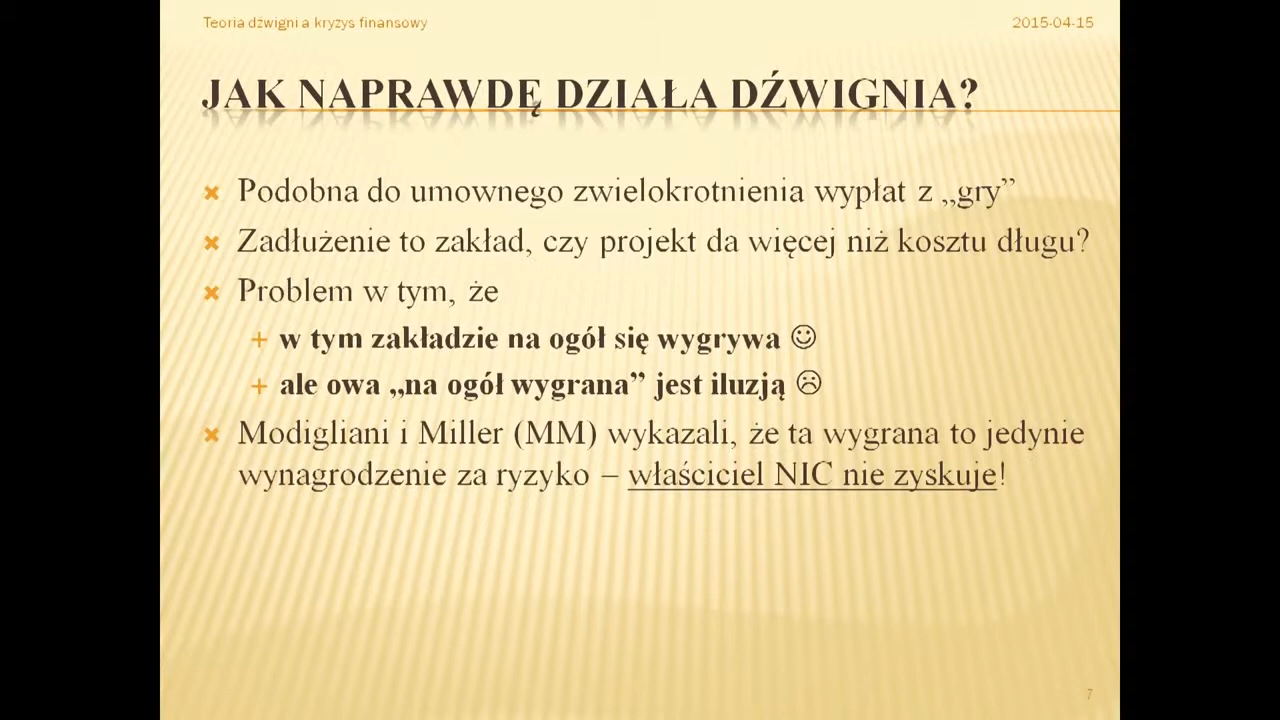 Teoria dźwigni a kryzys finansowy 2015-04-15
JAK NAPRAWDĘ DZIAŁA DŹWIGNIA?
Podobna do umownego zwielokrotnienia wypłat z „gry”
Zadłużenie to zakład, czy projekt da więcej niż kosztu długu?
Problem w tym, że
w tym zakładzie na ogół się wygrywa ☺
ale owa „na ogół wygrana” jest iluzją ☹
Modigliani i Miller (MM) wykazali, że ta wygrana to jedynie
wynagrodzenie za ryzyko – właściciel NIC nie zyskuje!
7